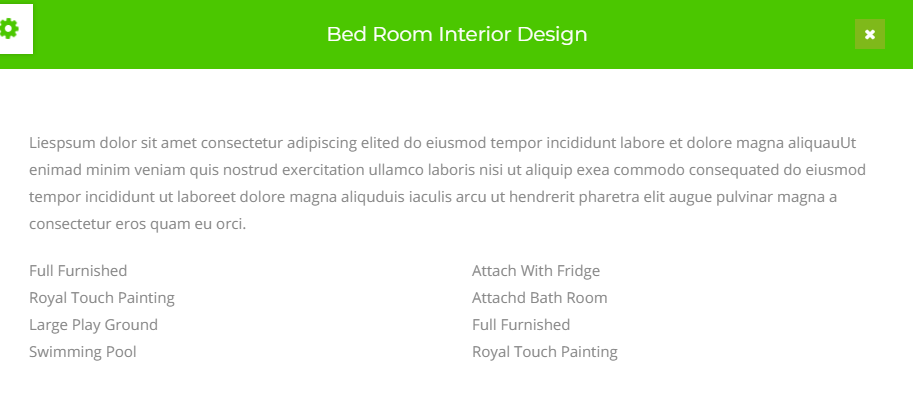 Bed Room Interior Design
Liespsum dolor sit amet consectetur adipiscing elited do eiusmod tempor incididunt labore et dolore magna aliquauUt
enimad minim veniam quis nostrud exercitation ullamco laboris nisi ut aliquip exea commodo consequated do eiusmod
tempor incididunt ut laboreet dolore magna aliquduis iaculis arcu ut hendrerit pharetra elit augue pulvinar magna a
consectetur eros quam eu orci.
Full Furnished
Royal Touch Painting
Large Play Ground
Swimming Pool
Attach With Fridge
Attachd Bath Room
Full Furnished
Royal Touch Painting